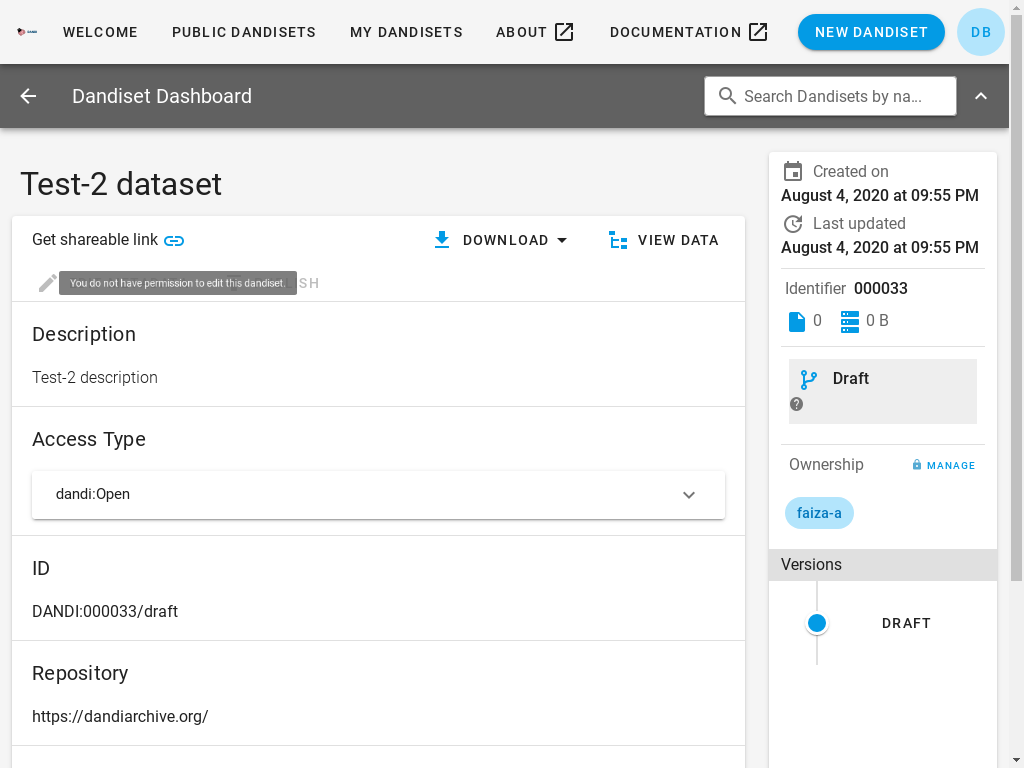 WELCOME PUBLIC DANDISETS MY DANDISETS ABOUT DOCUMENTATION NEW DANDISET DB
Dandiset Dashboard
Search Dandisets by na...
Test-2 dataset
Get shareable link
DOWNLOAD
VIEW DATA
You do not have permission to edit this dandiset.
Description
Test-2 description
Access Type
dandi:Open
ID
DANDI:000033/draft
Repository
https://dandiarchive.org/
Created on
August 4, 2020 at 09:55 PM
Last updated
August 4, 2020 at 09:55 PM
Identifier 000033
0 0 B
Draft
Ownership MANAGE
faiza-a
Versions
DRAFT